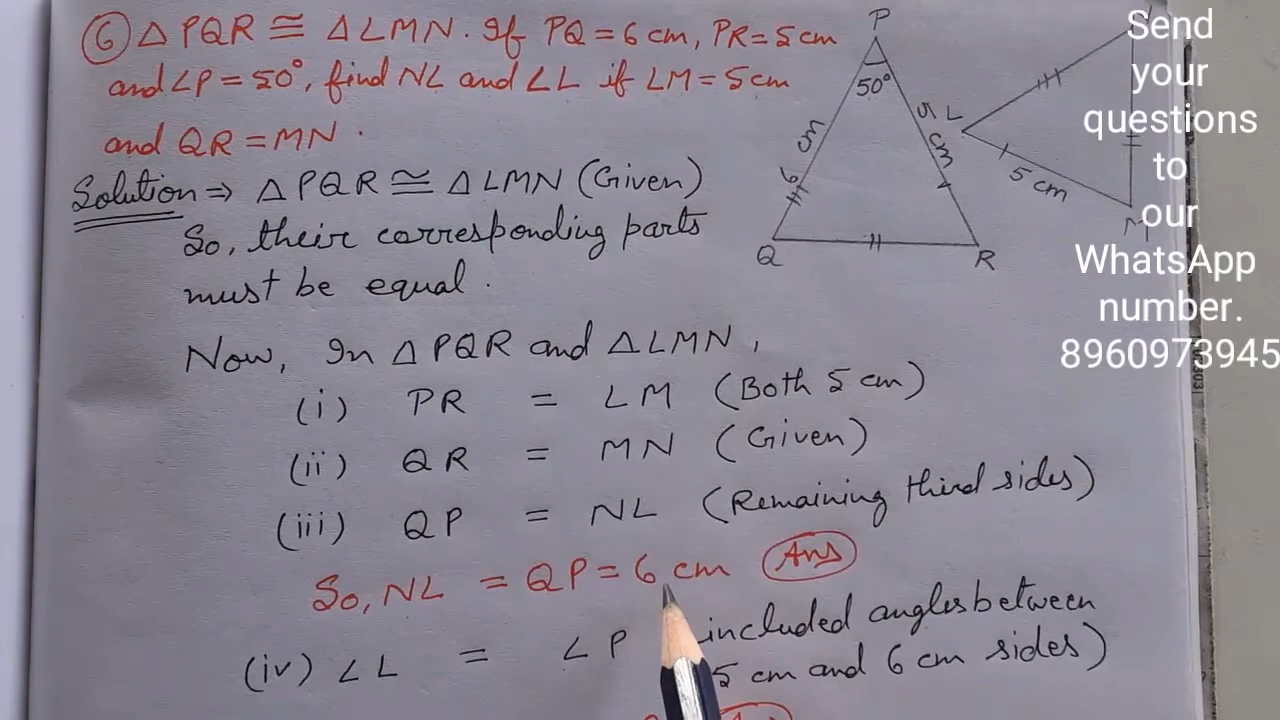 ⑥ △PQR ≅ △LMN. If PQ = 6 cm, PR = 5 cm
and ∠P = 50°, find NL and ∠L if LM = 5 cm
and QR = MN.
Solution ⇒ △PQR ≅ △LMN (Given)
So, their corresponding parts
must be equal.
Now, In △PQR and △LMN,
(i) PR = LM (Both 5 cm)
(ii) QR = MN (Given)
(iii) QP = NL (Remaining third sides)
So, NL = QP = 6 cm Ans
(iv) ∠L = ∠P included angles between
5 cm and 6 cm sides)
P
50°
6 cm
5 cm
Q
R
L
5 cm
M
Send
your
questions
to
our
WhatsApp
number.
8960973945